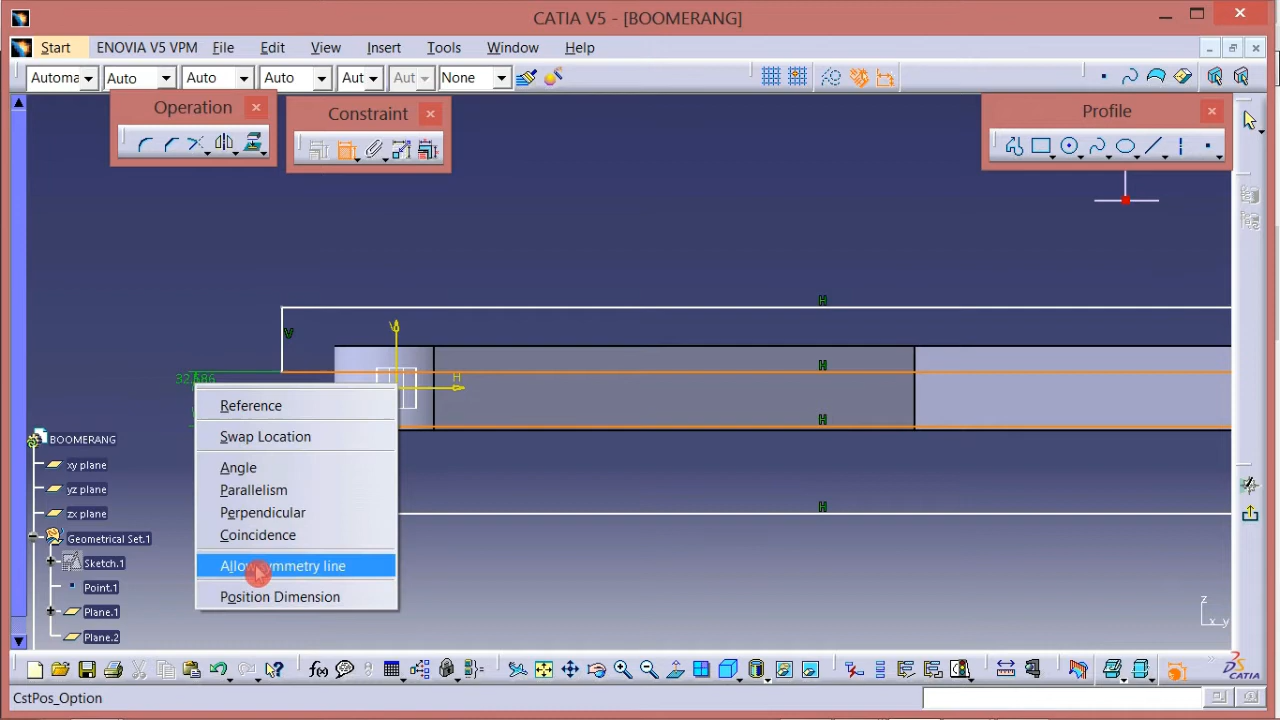 CATIA V5 - [BOOMERANG]
Start ENOVIA V5 VPM File Edit View Insert Tools Window Help
Automa Auto Auto Auto Aut Aut None
Operation
Constraint
Profile
H
V
V
H
H
H
H
Reference
Swap Location
Angle
Parallelism
Perpendicular
Coincidence
Allow symmetry line
Position Dimension
BOOMERANG
xy plane
yz plane
zx plane
Geometrical Set.1
Sketch.1
Point.1
Plane.1
Plane.2
z
x y
f(x)
CATIA
CstPos_Option